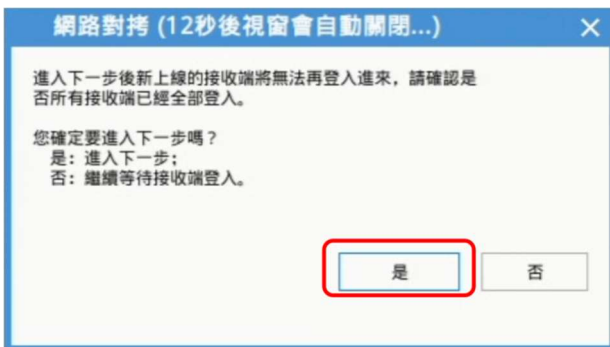 網路對拷 (12秒後視窗會自動關閉...)
進入下一步後新上線的接收端將無法再登入進來，請確認是
否所有接收端已經全部登入。
您確定要進入下一步嗎？
是：進入下一步；
否：繼續等待接收端登入。
是
否